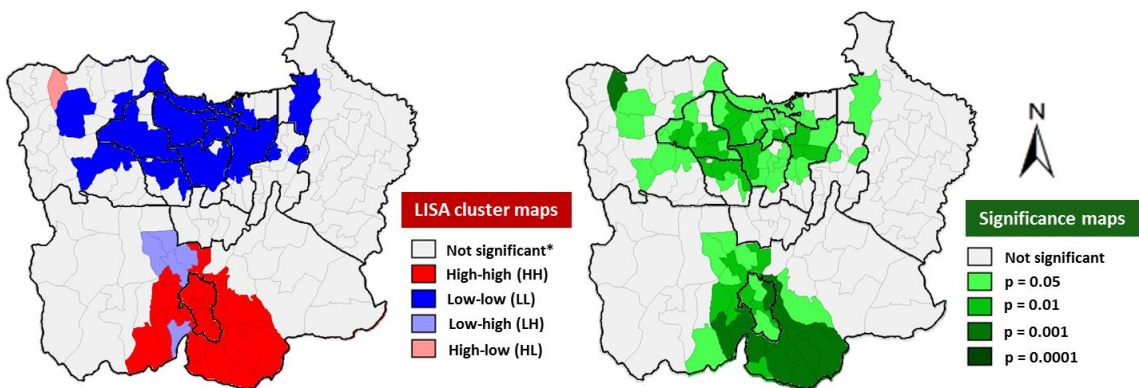 LISA cluster maps
Not significant*
High-high (HH)
Low-low (LL)
Low-high (LH)
High-low (HL)
N
Significance maps
Not significant
p = 0.05
p = 0.01
p = 0.001
p = 0.0001